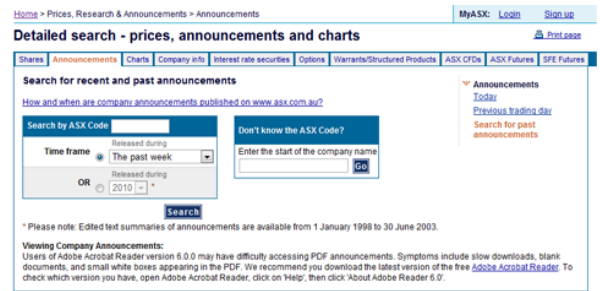 Home > Prices, Research & Announcements > Announcements
MyASX: Login Sign up
Detailed search - prices, announcements and charts
Print page
Shares Announcements Charts Company info Interest rate securities Options Warrants/Structured Products ASX CFDs ASX Futures SFE Futures
Search for recent and past announcements
How and when are company announcements published on www.asx.com.au?
Search by ASX Code
Time frame
Released during
The past week
OR
Released during
2010 *
Search
Don't know the ASX Code?
Enter the start of the company name
Go
Announcements
Today
Previous trading day
Search for past
announcements
* Please note: Edited text summaries of announcements are available from 1 January 1998 to 30 June 2003.
Viewing Company Announcements:
Users of Adobe Acrobat Reader version 6.0.0 may have difficulty accessing PDF announcements. Symptoms include slow downloads, blank
documents, and small white boxes appearing in the PDF. We recommend you download the latest version of the free Adobe Acrobat Reader. To
check which version you have, open Adobe Acrobat Reader, click on 'Help', then click 'About Adobe Reader 6.0'.